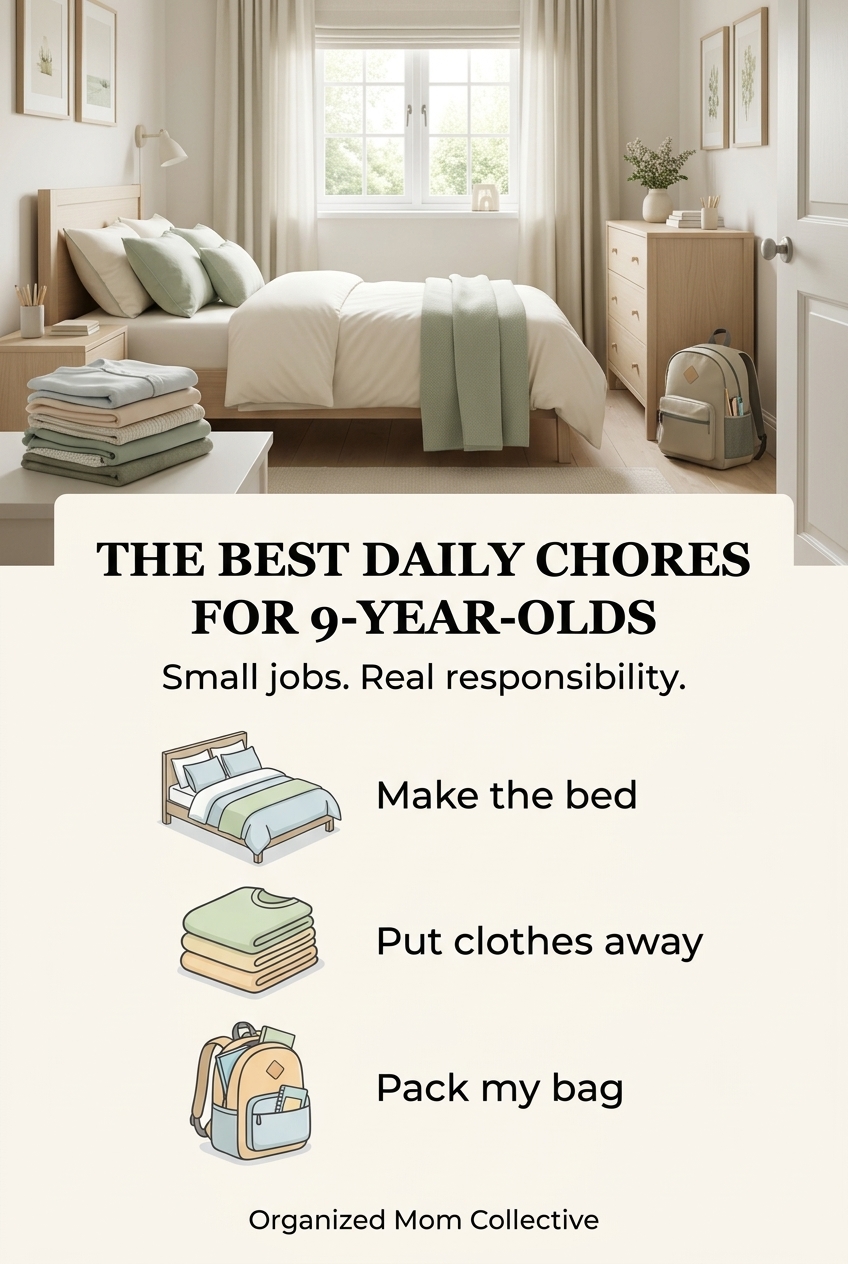 THE BEST DAILY CHORES
FOR 9-YEAR-OLDS
Small jobs. Real responsibility.
Make the bed
Put clothes away
Pack my bag
Organized Mom Collective